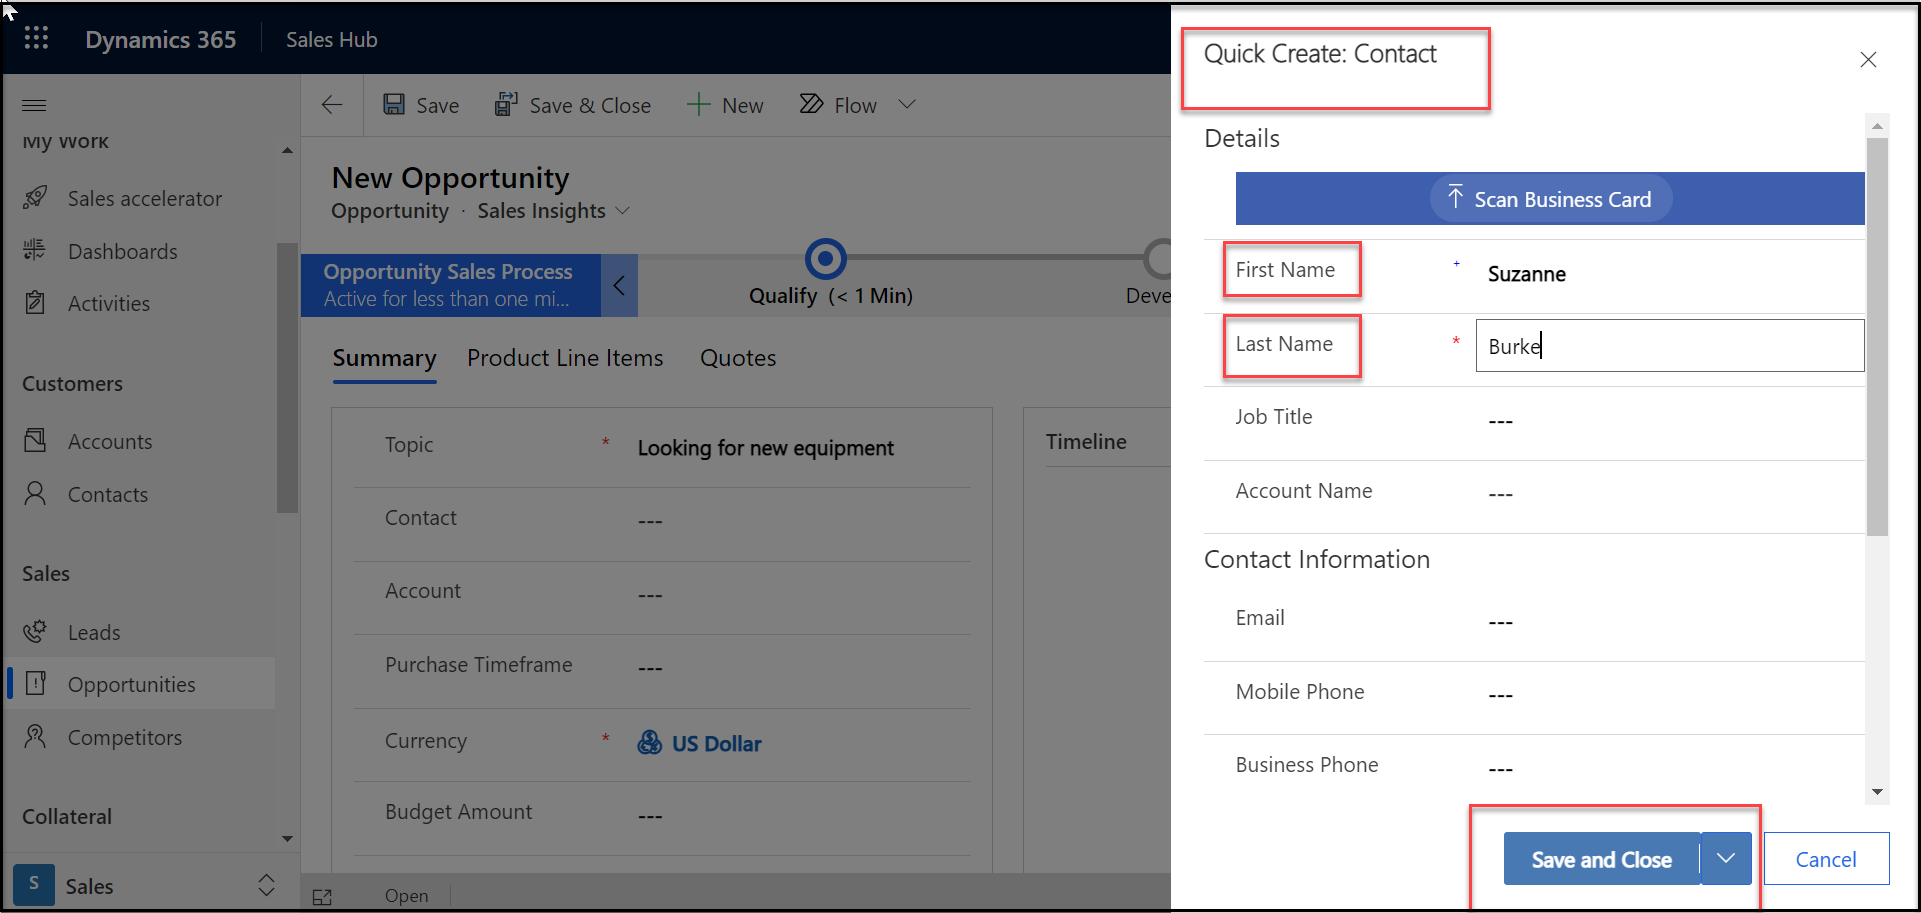 Dynamics 365
Sales Hub
Save
Save & Close
New
Flow
My Work
Sales accelerator
Dashboards
Activities
Customers
Accounts
Contacts
Sales
Leads
Opportunities
Competitors
Collateral
S
Sales
New Opportunity
Opportunity · Sales Insights
Opportunity Sales Process
Active for less than one mi...
Qualify (< 1 Min)
Deve
Summary
Product Line Items
Quotes
Topic * Looking for new equipment
Contact ---
Account ---
Purchase Timeframe ---
Currency * US Dollar
Budget Amount ---
Timeline
Open
Quick Create: Contact
Details
Scan Business Card
First Name + Suzanne
Last Name * Burke
Job Title ---
Account Name ---
Contact Information
Email ---
Mobile Phone ---
Business Phone ---
Save and Close
Cancel